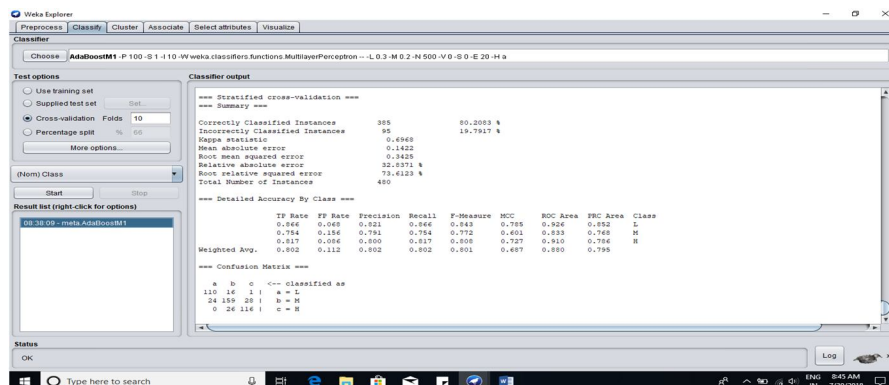 Weka Explorer
Preprocess Classify Cluster Associate Select attributes Visualize
Classifier
Choose AdaBoostM1 -P 100 -S 1 -I 10 -W weka.classifiers.functions.MultilayerPerceptron -- -L 0.3 -M 0.2 -N 500 -V 0 -S 0 -E 20 -H a
Test options
Use training set
Supplied test set Set...
Cross-validation Folds 10
Percentage split % 66
More options...
(Nom) Class
Start Stop
Result list (right-click for options)
08:38:09 - meta.AdaBoostM1
Classifier output
=== Stratified cross-validation ===
=== Summary ===
Correctly Classified Instances 385 80.2083 %
Incorrectly Classified Instances 95 19.7917 %
Kappa statistic 0.6968
Mean absolute error 0.1422
Root mean squared error 0.3425
Relative absolute error 32.8371 %
Root relative squared error 73.6123 %
Total Number of Instances 480
=== Detailed Accuracy By Class ===
TP Rate FP Rate Precision Recall F-Measure MCC ROC Area PRC Area Class
0.866 0.068 0.821 0.866 0.843 0.785 0.926 0.852 L
0.754 0.156 0.791 0.754 0.772 0.601 0.833 0.768 M
0.817 0.086 0.800 0.817 0.808 0.727 0.910 0.786 H
Weighted Avg. 0.802 0.112 0.802 0.802 0.801 0.687 0.880 0.795
=== Confusion Matrix ===
a b c <-- classified as
110 16 1 | a = L
24 159 28 | b = M
0 26 116 | c = H
Status
OK
Log
x
Type here to search
ENG 8:45 AM
IN 7/20/2018